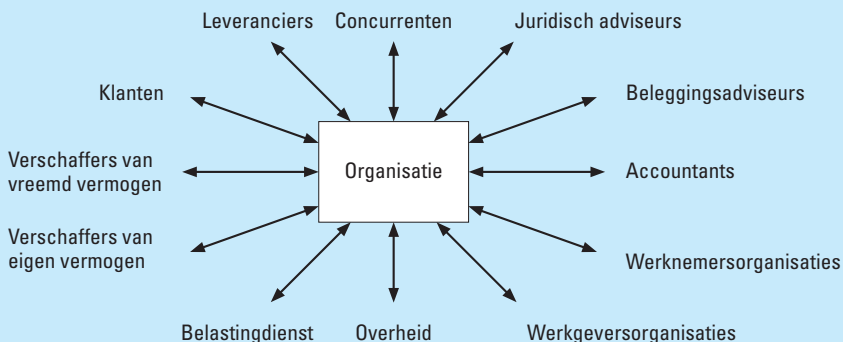 Leveranciers
Concurrenten
Juridisch adviseurs
Klanten
Beleggingsadviseurs
Verschaffers van
vreemd vermogen
Organisatie
Accountants
Verschaffers van
eigen vermogen
Werknemersorganisaties
Belastingdienst
Overheid
Werkgeversorganisaties